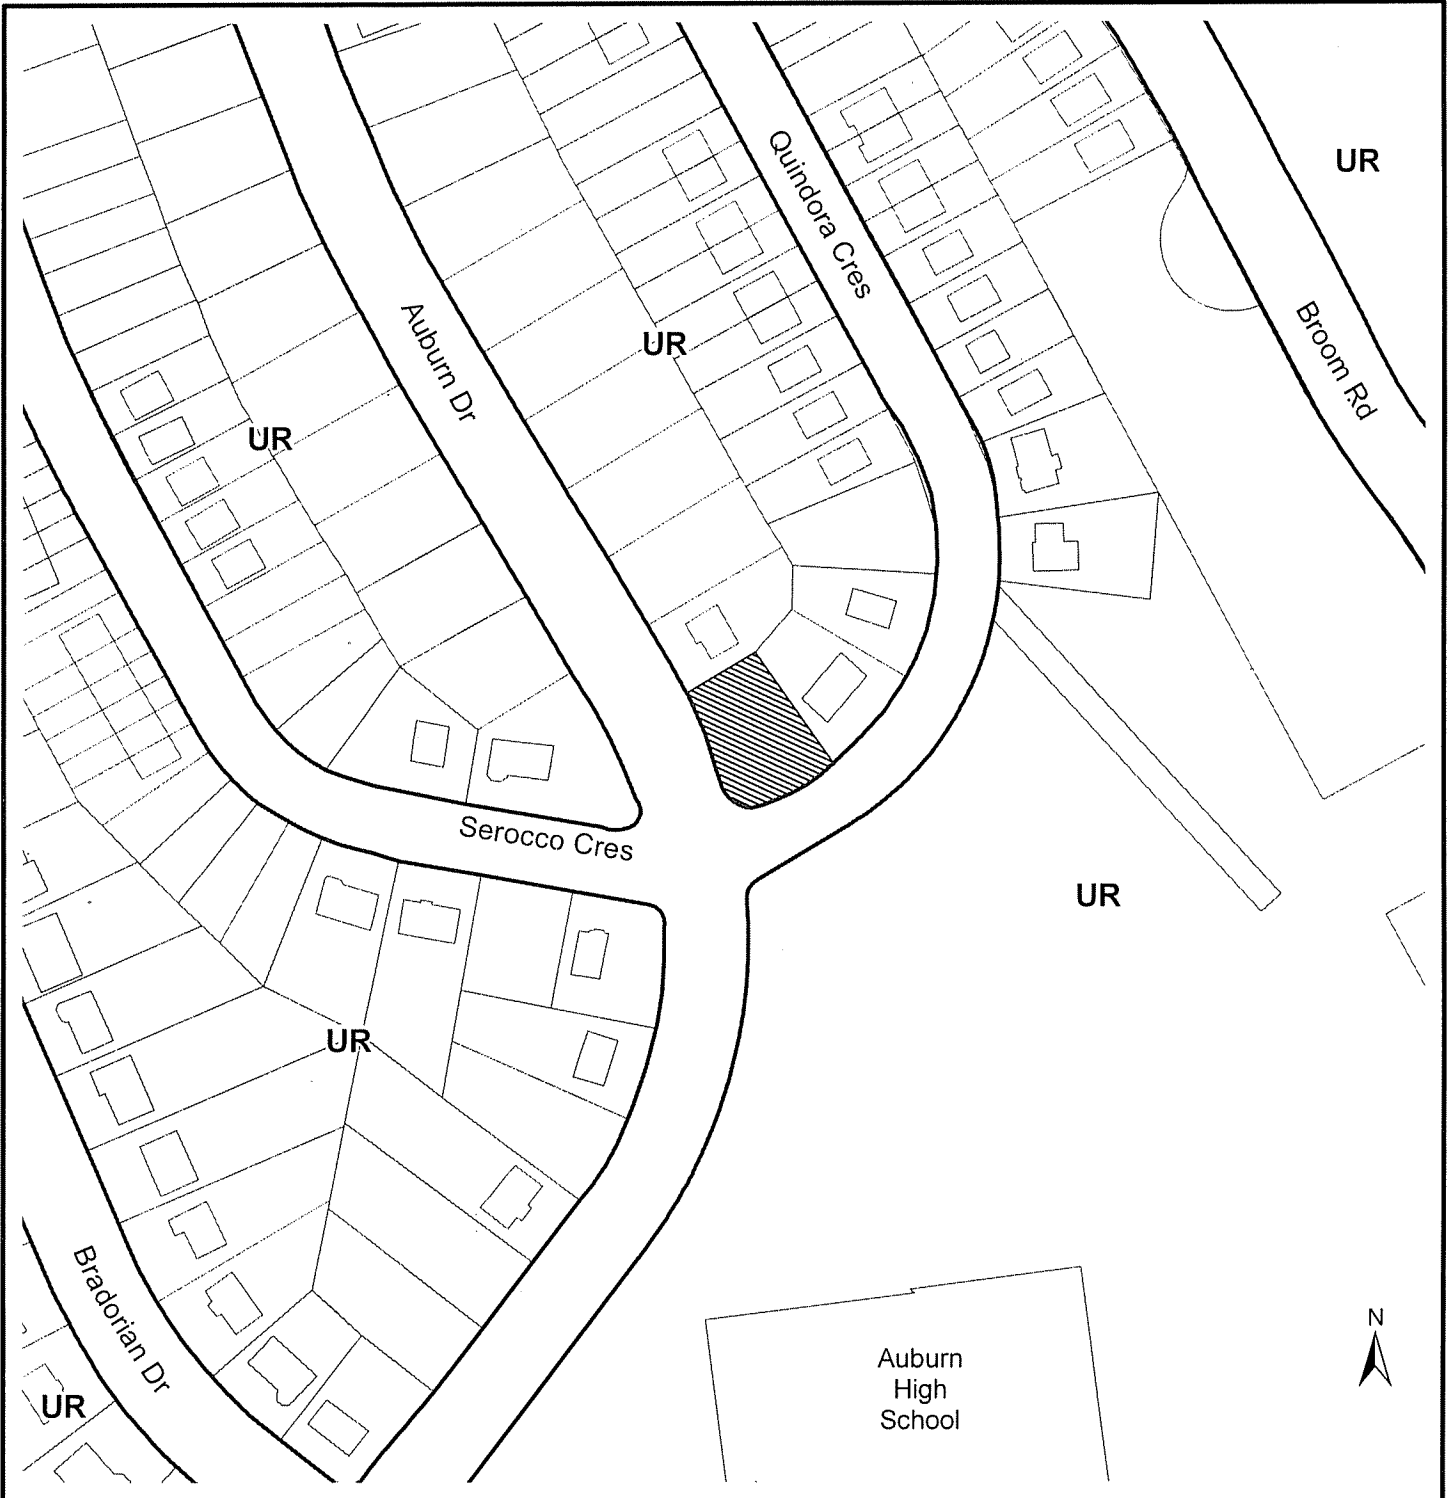 UR
Quindora Cres
Broom Rd
Auburn Dr
UR
UR
Serocco Cres
UR
UR
Bradorian Dr
UR
N
Auburn
High
School